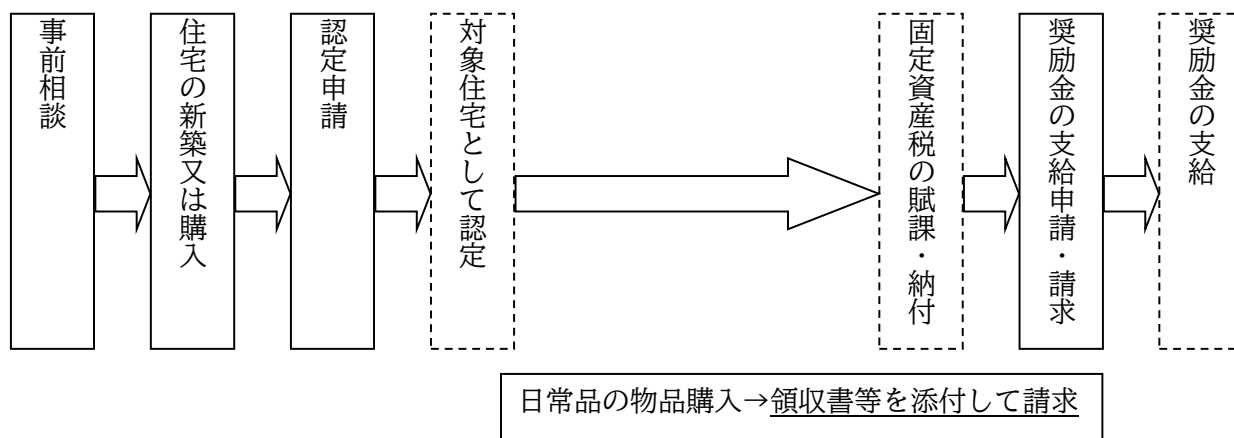 事前相談
住宅の新築又は購入
認定申請
対象住宅として認定
固定資産税の賦課・納付
奨励金の支給申請・請求
奨励金の支給
日常品の物品購入→領収書等を添付して請求